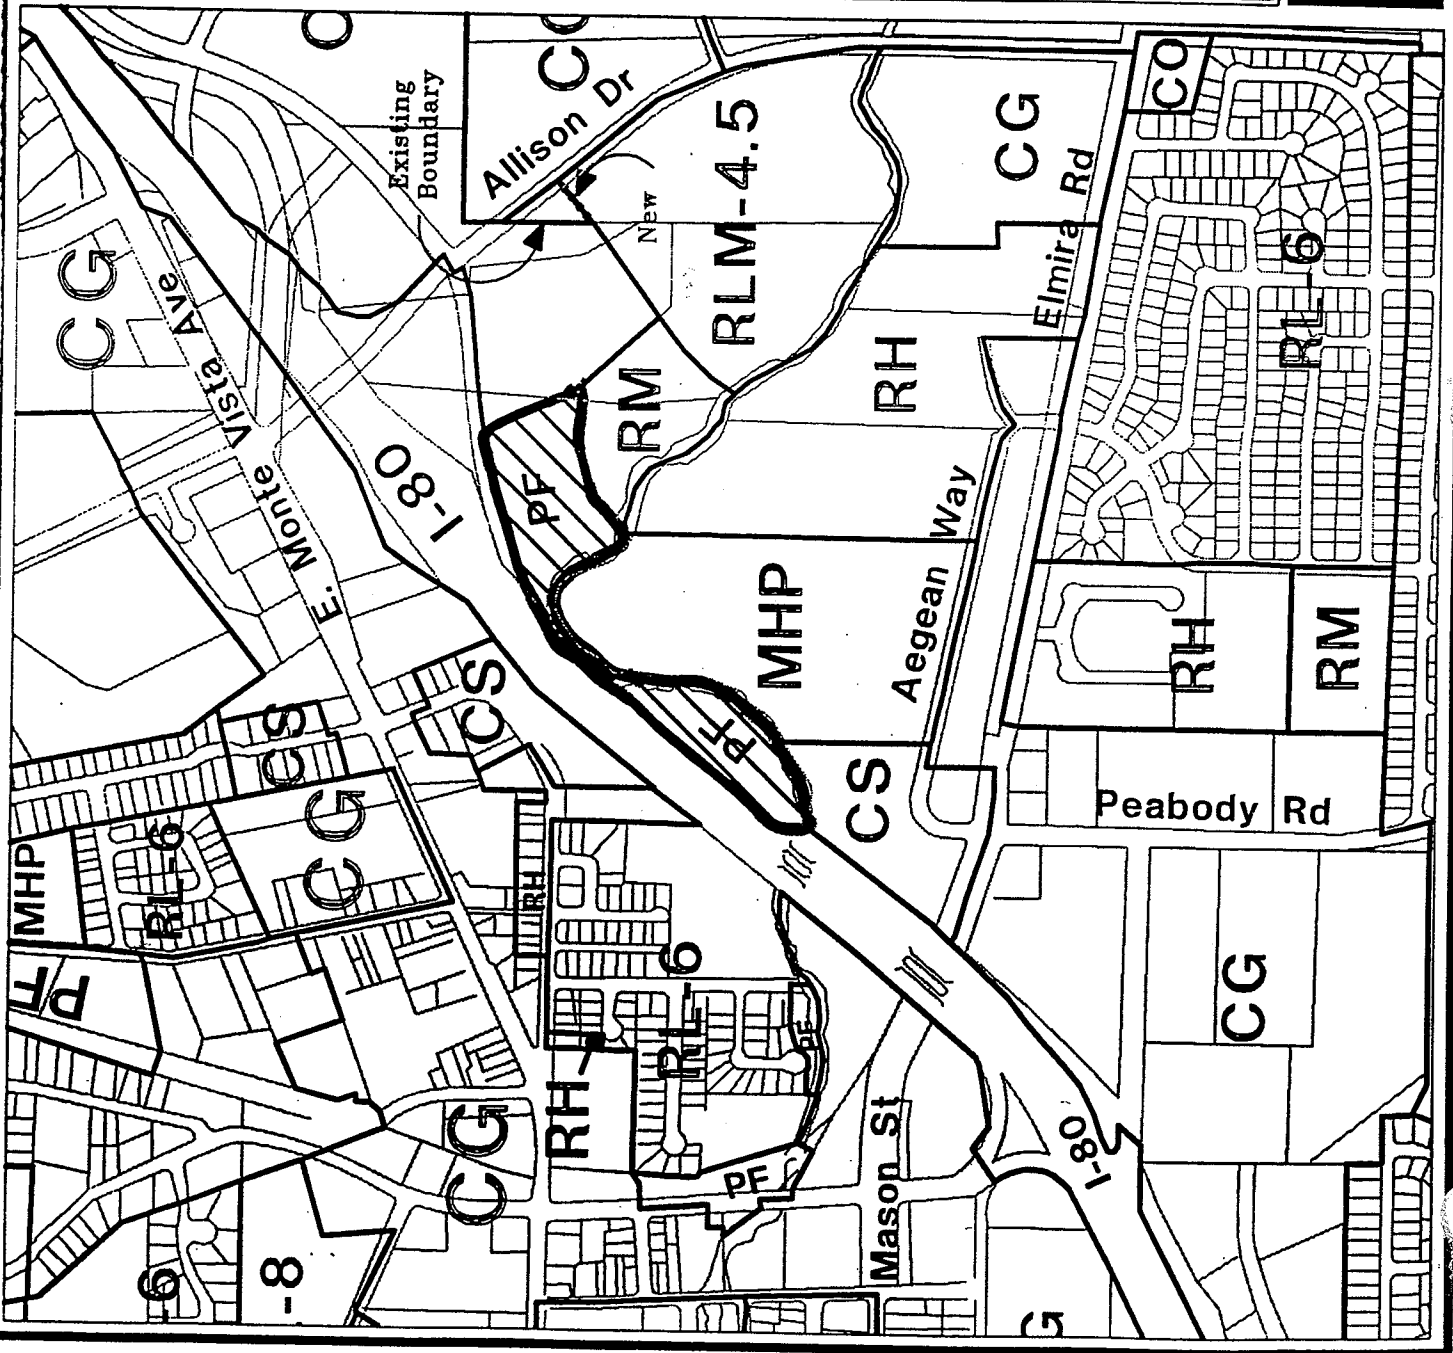 CO
Existing
Boundary
Allison Dr
New
RLM-4.5
CG
Elmira Rd
RL-6
CG
E. Monte Vista Ave
I-80
RM
RH
PF
MHP
Aegean Way
RH
RM
CS
CS
PF
CS
Peabody Rd
CG
MHP
RL-6
RH
PF
RL-6
PF
CG
RH
CG
Mason St
I-80
PF
-6
-8
G